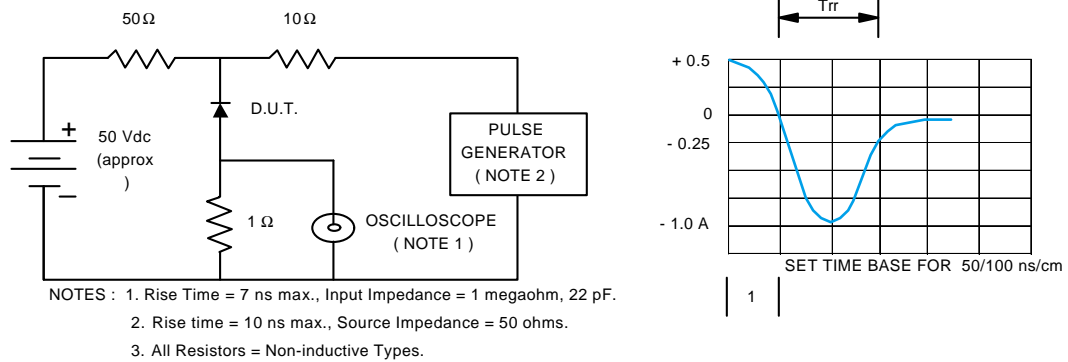 50Ω
10Ω
D.U.T.
+
50 Vdc
(approx
)
−
1 Ω
OSCILLOSCOPE
( NOTE 1 )
PULSE
GENERATOR
( NOTE 2 )
NOTES : 1. Rise Time = 7 ns max., Input Impedance = 1 megaohm, 22 pF.
2. Rise time = 10 ns max., Source Impedance = 50 ohms.
3. All Resistors = Non-inductive Types.
Trr
+ 0.5
0
- 0.25
- 1.0 A
SET TIME BASE FOR 50/100 ns/cm
1